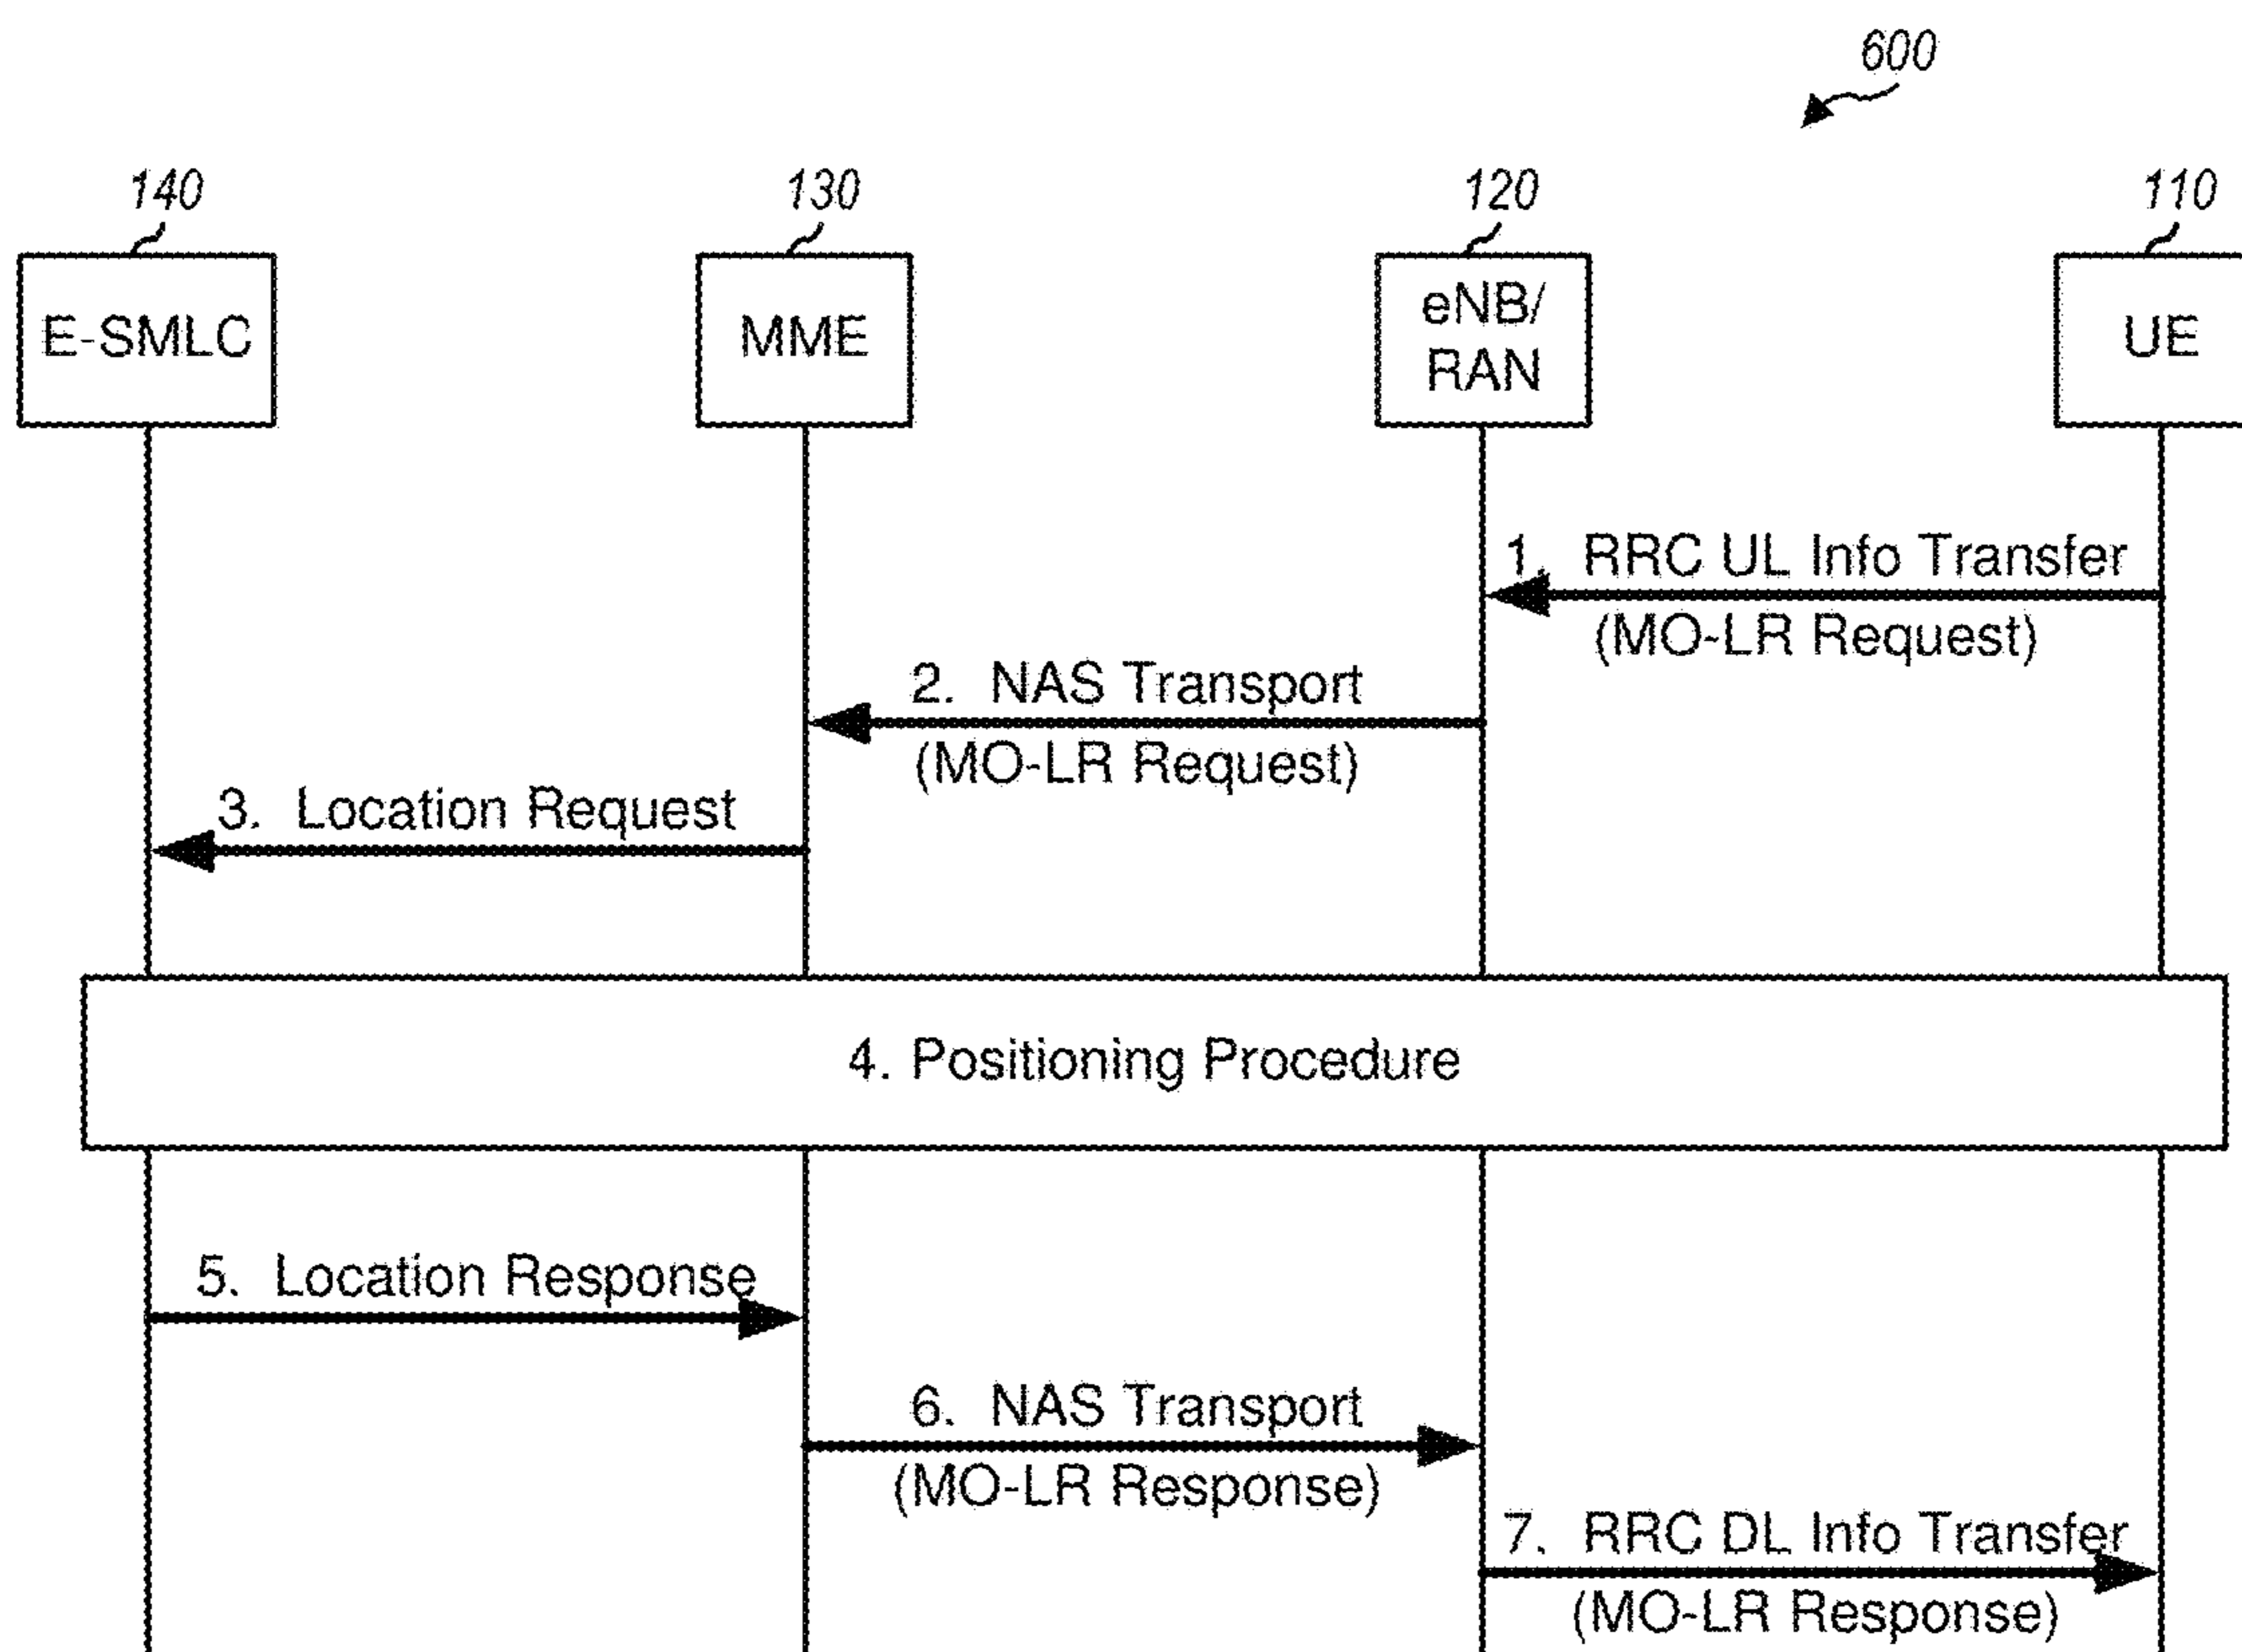 600
140
130
120
110
E-SMLC
MME
eNB/
RAN
UE
1. RRC UL Info Transfer
(MO-LR Request)
2. NAS Transport
(MO-LR Request)
3. Location Request
4. Positioning Procedure
5. Location Response
6. NAS Transport
(MO-LR Response)
7. RRC DL Info Transfer
(MO-LR Response)